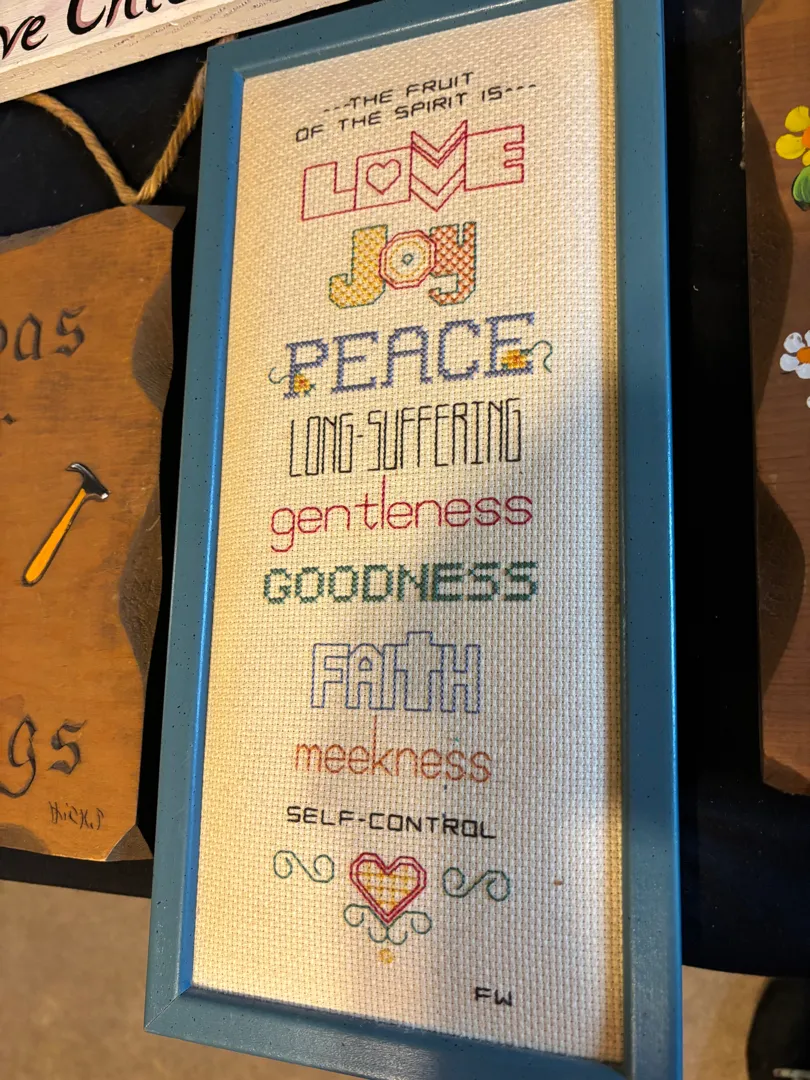 ---THE FRUIT
OF THE SPIRIT IS---
LOVE
JOY
PEACE
LONG-SUFFERING
gentleness
GOODNESS
FAITH
meekness
SELF-CONTROL
FW